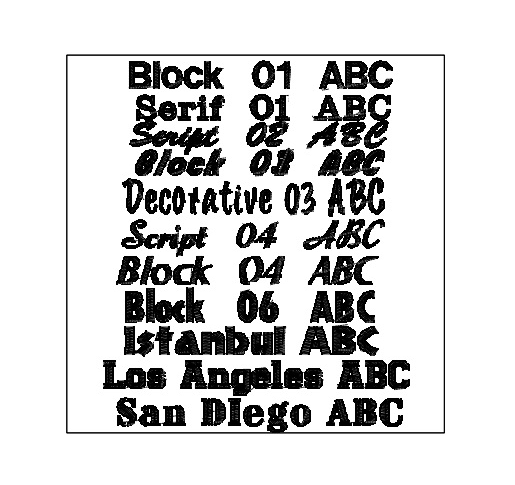 Block 01 ABC
Serif 01 ABC
Script 02 ABC
Block 03 ABC
Decorative 03 ABC
Script 04 ABC
Block 04 ABC
Block 06 ABC
Istanbul ABC
Los Angeles ABC
San Diego ABC